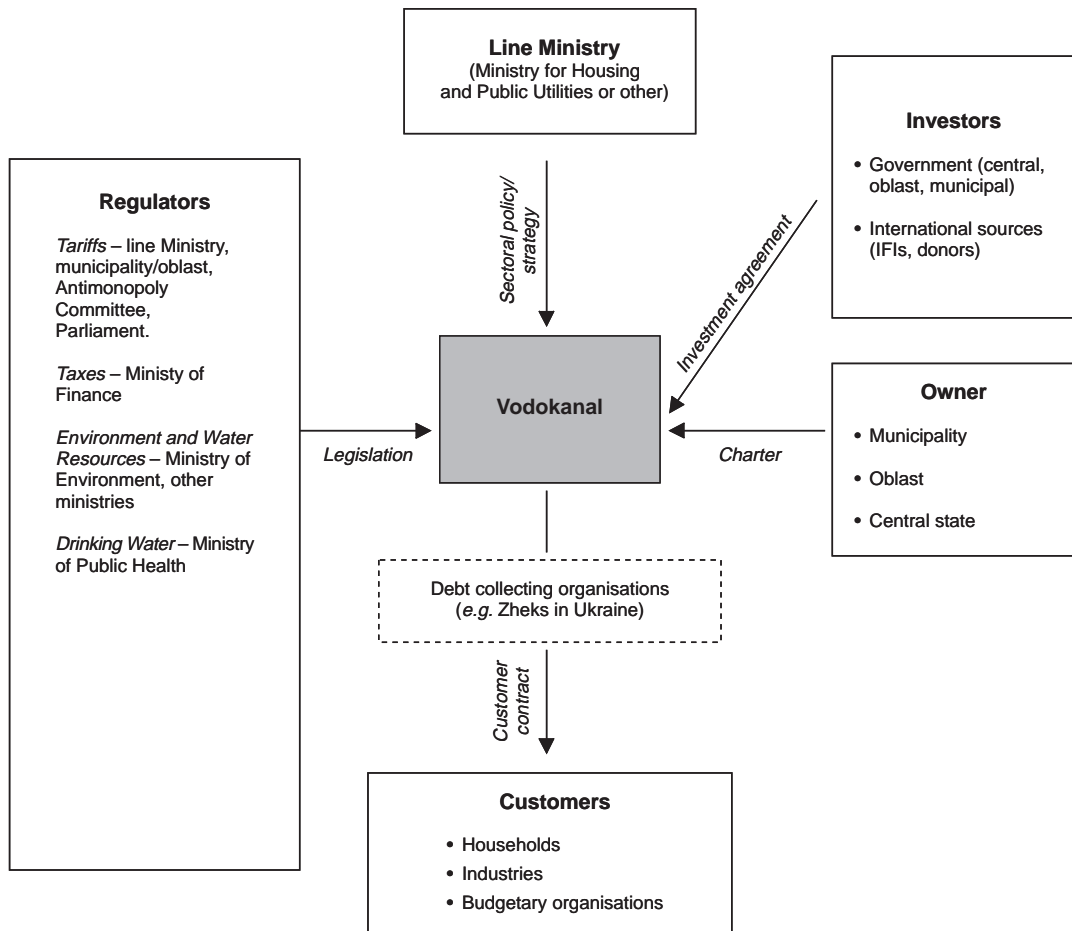 Line Ministry
(Ministry for Housing
and Public Utilities or other)
Investors
• Government (central,
oblast, municipal)
• International sources
(IFIs, donors)
Regulators
Tariffs – line Ministry,
municipality/oblast,
Antimonopoly
Committee,
Parliament.
Taxes – Ministy of
Finance
Environment and Water
Resources – Ministry of
Environment, other
ministries
Drinking Water – Ministry
of Public Health
Sectoral policy/
strategy
Investment agreement
Vodokanal
Legislation
Charter
Owner
• Municipality
• Oblast
• Central state
Debt collecting organisations
(e.g. Zheks in Ukraine)
Customer
contract
Customers
• Households
• Industries
• Budgetary organisations